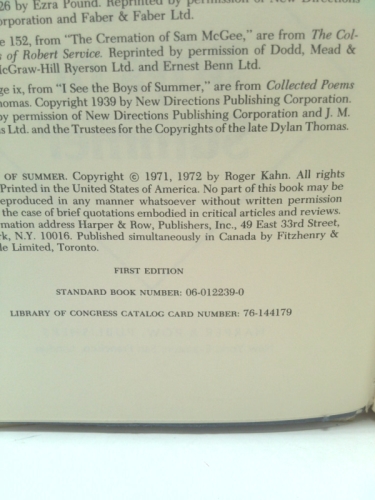 26 by Ezra Pound. Reprinted by permission of New Directions
orporation and Faber & Faber Ltd.
e 152, from "The Cremation of Sam McGee," are from The Col-
s of Robert Service. Reprinted by permission of Dodd, Mead &
McGraw-Hill Ryerson Ltd. and Ernest Benn Ltd.
ge ix, from "I See the Boys of Summer," are from Collected Poems
homas. Copyright 1939 by New Directions Publishing Corporation.
by permission of New Directions Publishing Corporation and J. M.
s Ltd. and the Trustees for the Copyrights of the late Dylan Thomas.
OF SUMMER. Copyright © 1971, 1972 by Roger Kahn. All rights
Printed in the United States of America. No part of this book may be
eproduced in any manner whatsoever without written permission
the case of brief quotations embodied in critical articles and reviews.
mation address Harper & Row, Publishers, Inc., 49 East 33rd Street,
rk, N.Y. 10016. Published simultaneously in Canada by Fitzhenry &
de Limited, Toronto.
FIRST EDITION
STANDARD BOOK NUMBER: 06-012239-0
LIBRARY OF CONGRESS CATALOG CARD NUMBER: 76-144179